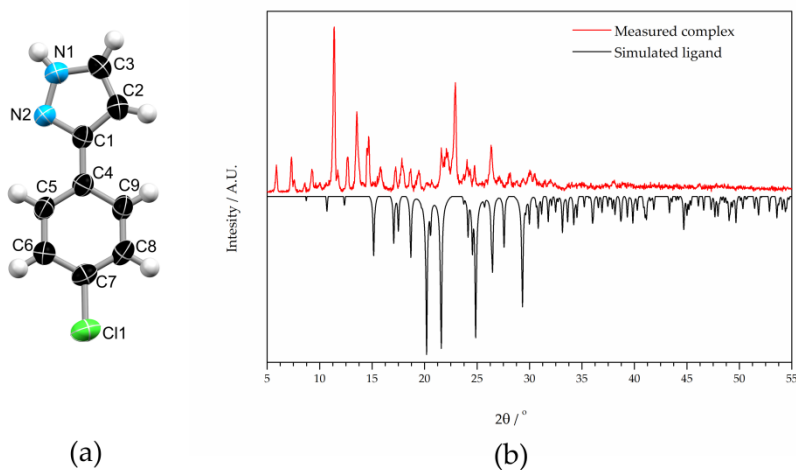 N1
C3
N2
C2
C1
C4
C5
C9
C6
C8
C7
Cl1
(a)
Measured complex
Simulated ligand
Intesity / A.U.
5 10 15 20 25 30 35 40 45 50 55
2θ / °
(b)